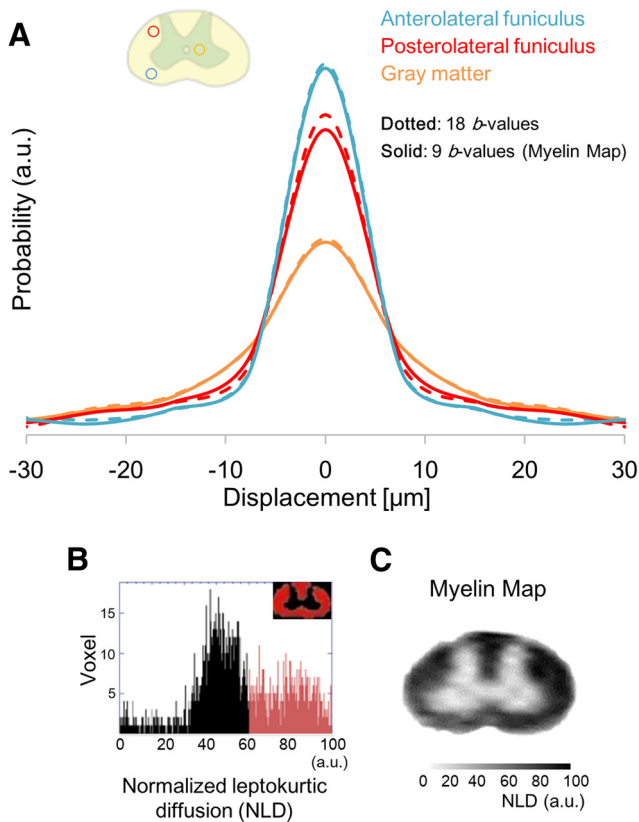 A
Anterolateral funiculus
Posterolateral funiculus
Gray matter
Dotted: 18 b-values
Solid: 9 b-values (Myelin Map)
Probability (a.u.)
-30 -20 -10 0 10 20 30
Displacement [µm]
B
15
10
5
Voxel
0 20 40 60 80 100
(a.u.)
Normalized leptokurtic
diffusion (NLD)
C
Myelin Map
0 20 40 60 80 100
NLD (a.u.)